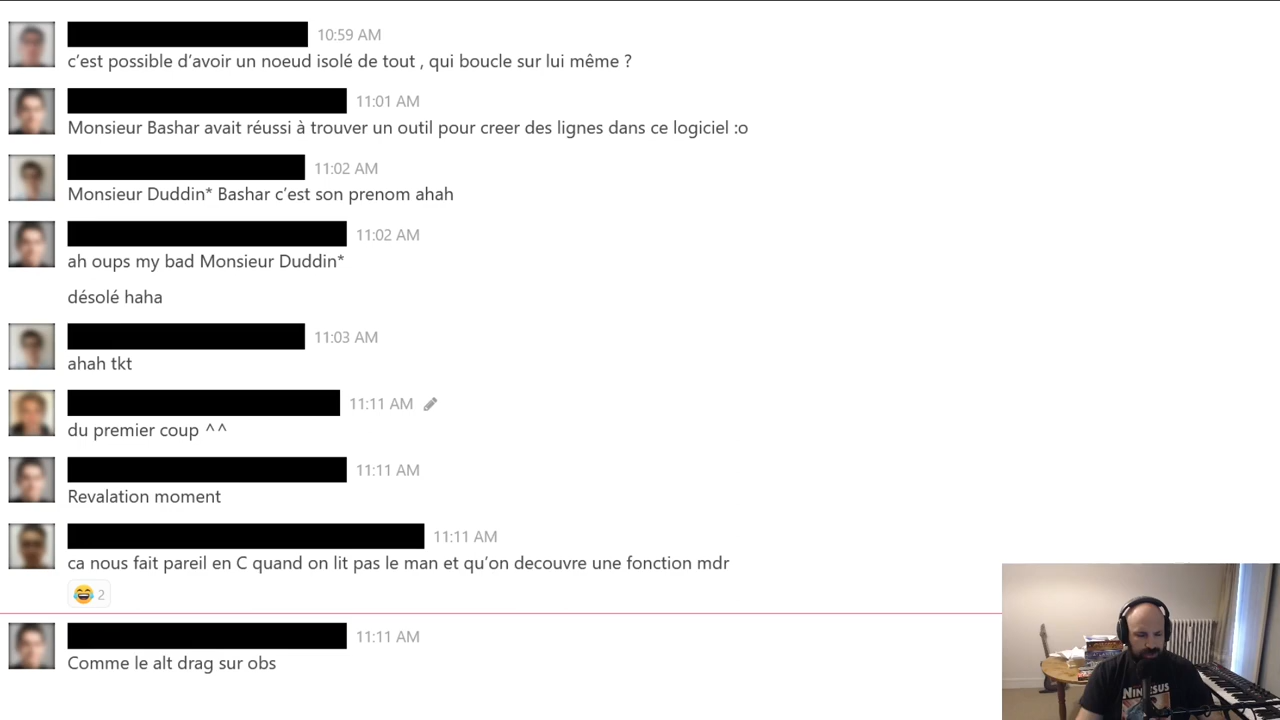 10:59 AM
c’est possible d’avoir un noeud isolé de tout , qui boucle sur lui même ?
11:01 AM
Monsieur Bashar avait réussi à trouver un outil pour creer des lignes dans ce logiciel :o
11:02 AM
Monsieur Duddin* Bashar c’est son prenom ahah
11:02 AM
ah oups my bad Monsieur Duddin*
désolé haha
11:03 AM
ahah tkt
11:11 AM
du premier coup ^^
11:11 AM
Revalation moment
11:11 AM
ca nous fait pareil en C quand on lit pas le man et qu’on decouvre une fonction mdr
😂 2
11:11 AM
Comme le alt drag sur obs